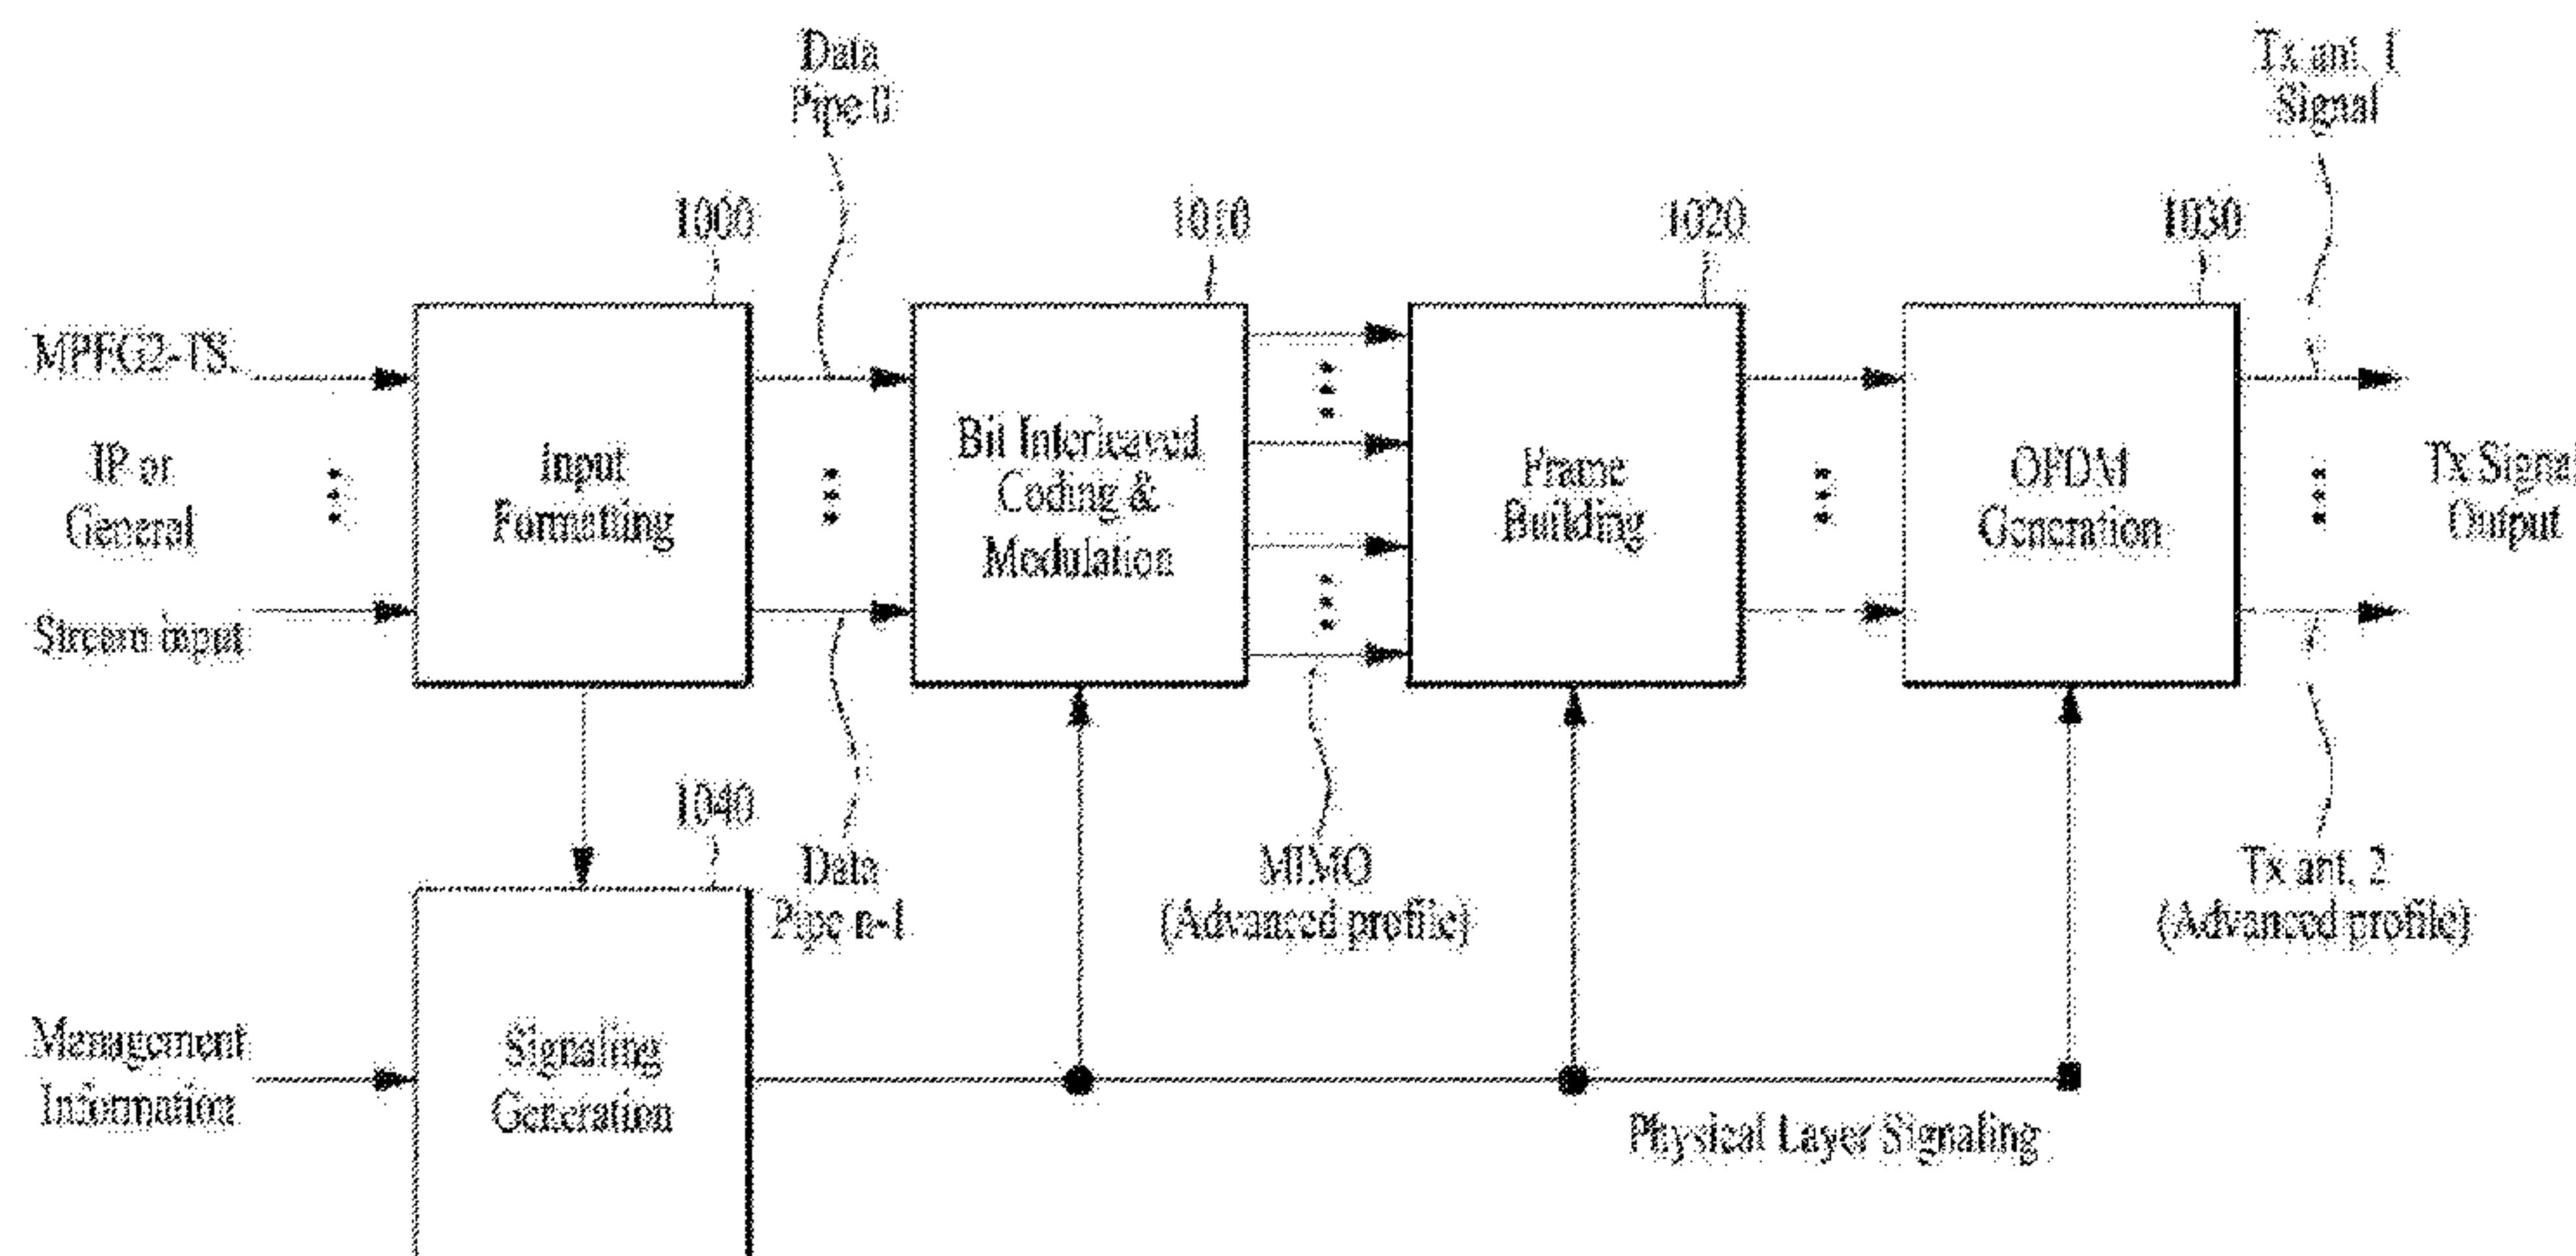 Data
Pipe 0
Tx ant. 1
Signal
1000
1010
1020
1030
MPEG2-TS.
IP or
General
Stream input
Input
Formatting
Bit Interleaved
Coding &
Modulation
Frame
Building
OFDM
Generation
Tx Signal
Output
1040
Data
Pipe n-1
MIMO
(Advanced profile)
Tx ant. 2
(Advanced profile)
Management
Information
Signaling
Generation
Physical Layer Signaling